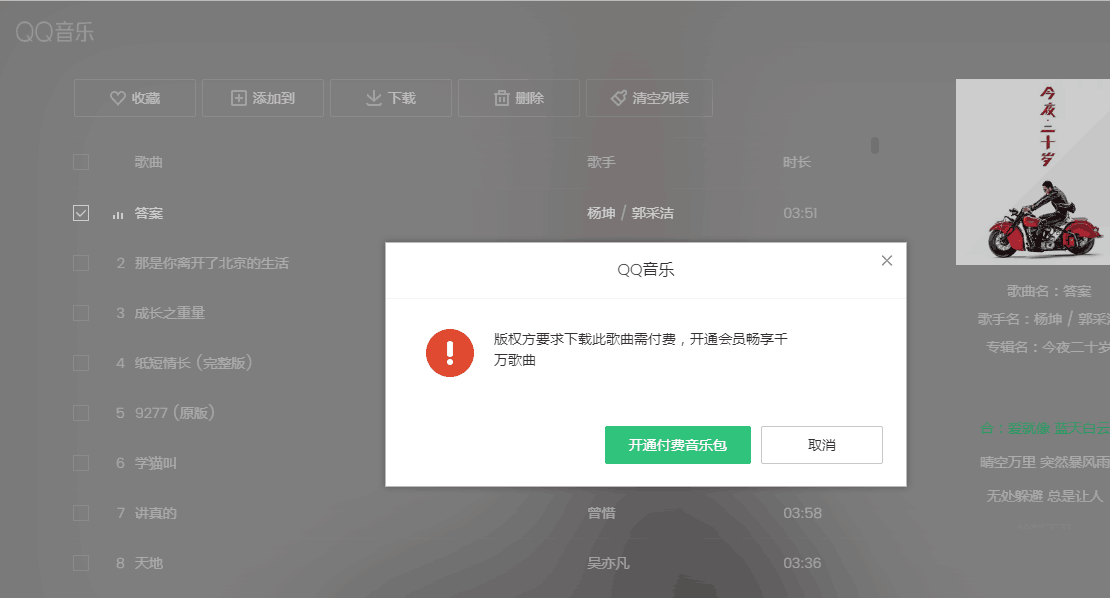 QQ音乐
收藏 添加到 下载 删除 清空列表
歌曲 歌手 时长
答案 杨坤 / 郭采洁 03:51
2 那是你离开了北京的生活
3 成长之重量
4 纸短情长 (完整版)
5 9277 (原版)
6 学猫叫
7 讲真的 曾惜 03:58
8 天地 吴亦凡 03:36
QQ音乐
版权方要求下载此歌曲需付费，开通会员畅享千
万歌曲
开通付费音乐包 取消
今夜·二十岁
歌曲名：答案
歌手名：杨坤 / 郭采洁
专辑名：今夜二十岁
合：爱就像 蓝天白云
晴空万里 突然暴风雨
无处躲避 总是让人